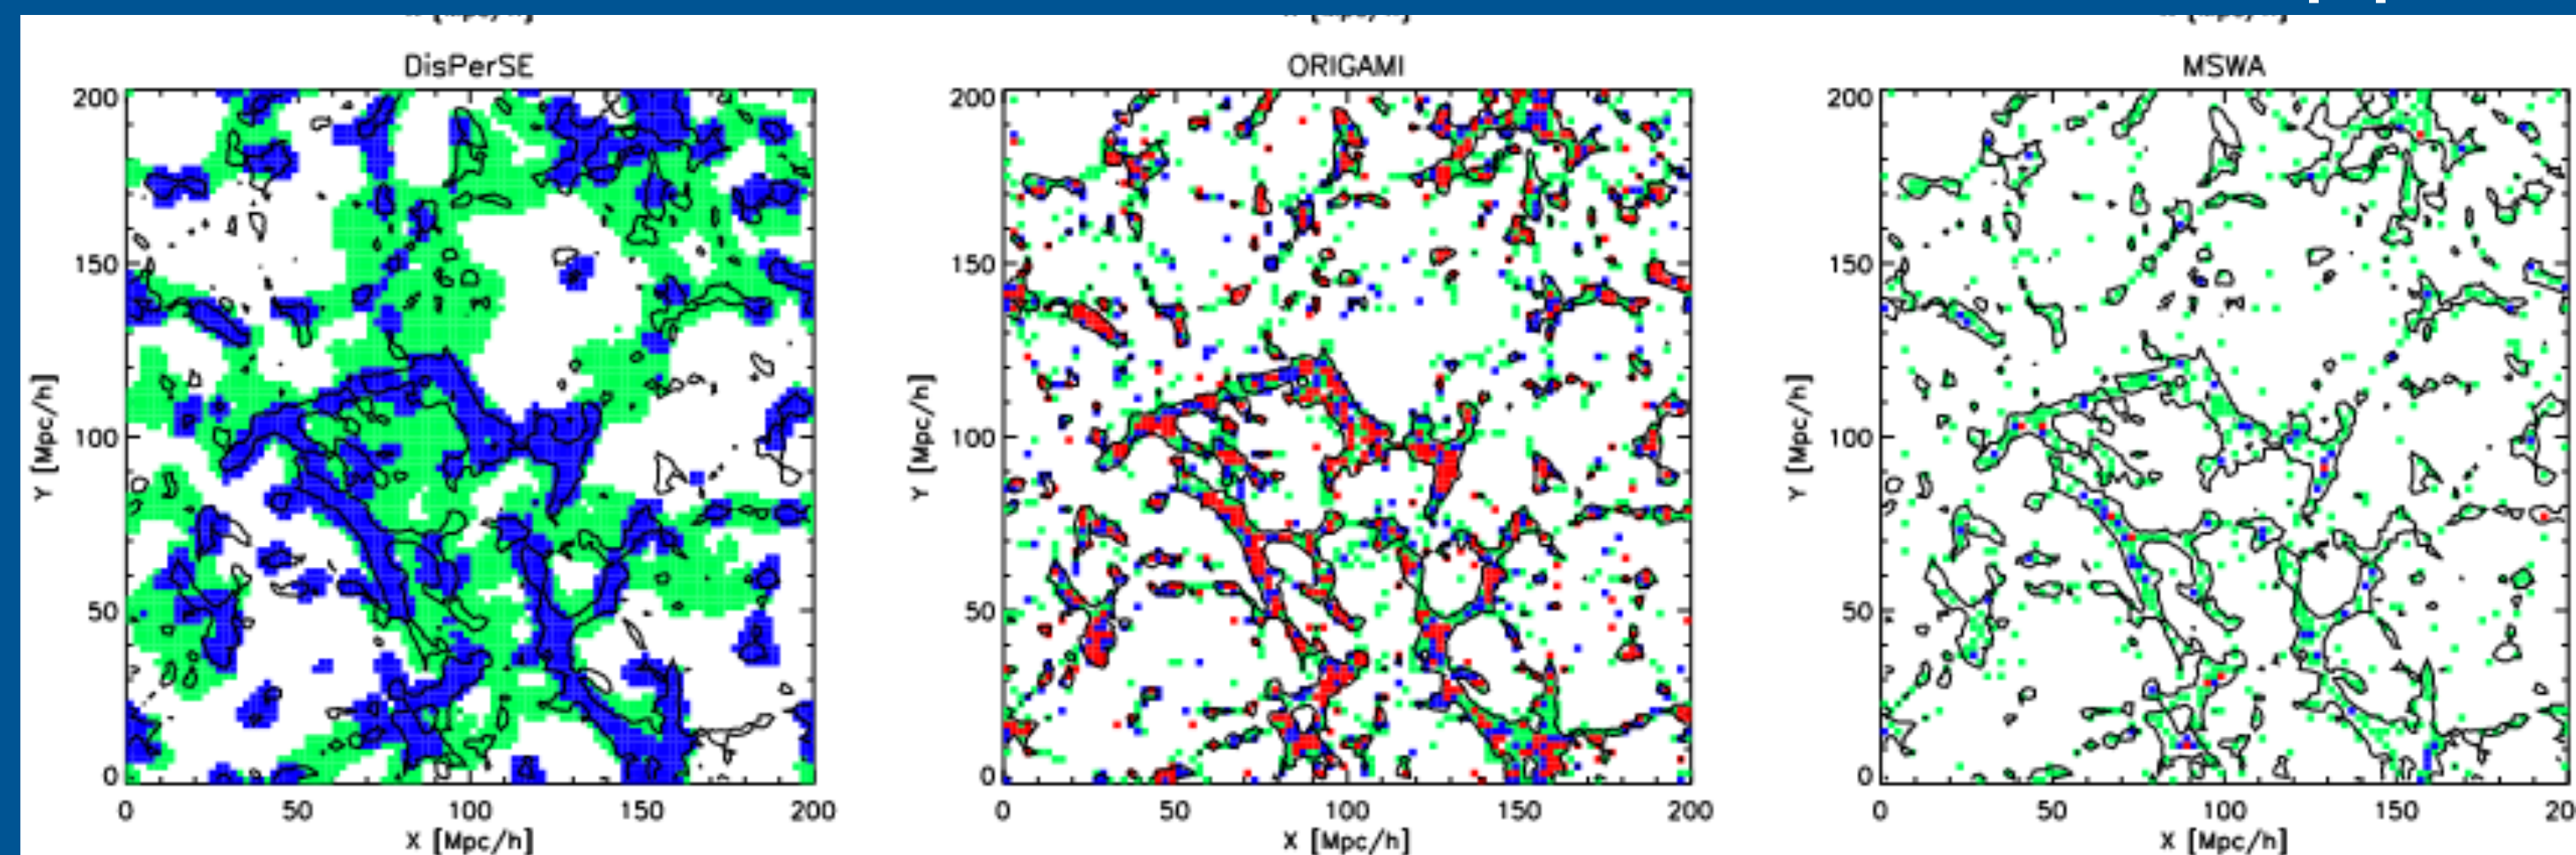 DisPerSE ORIGAMI MSWA
200 200 200
150 150 150
100 100 100
50 50 50
0 0 0
Y [Mpc/h] Y [Mpc/h] Y [Mpc/h]
0 50 100 150 200 0 50 100 150 200 0 50 100 150
X [Mpc/h] X [Mpc/h] X [Mpc/h]